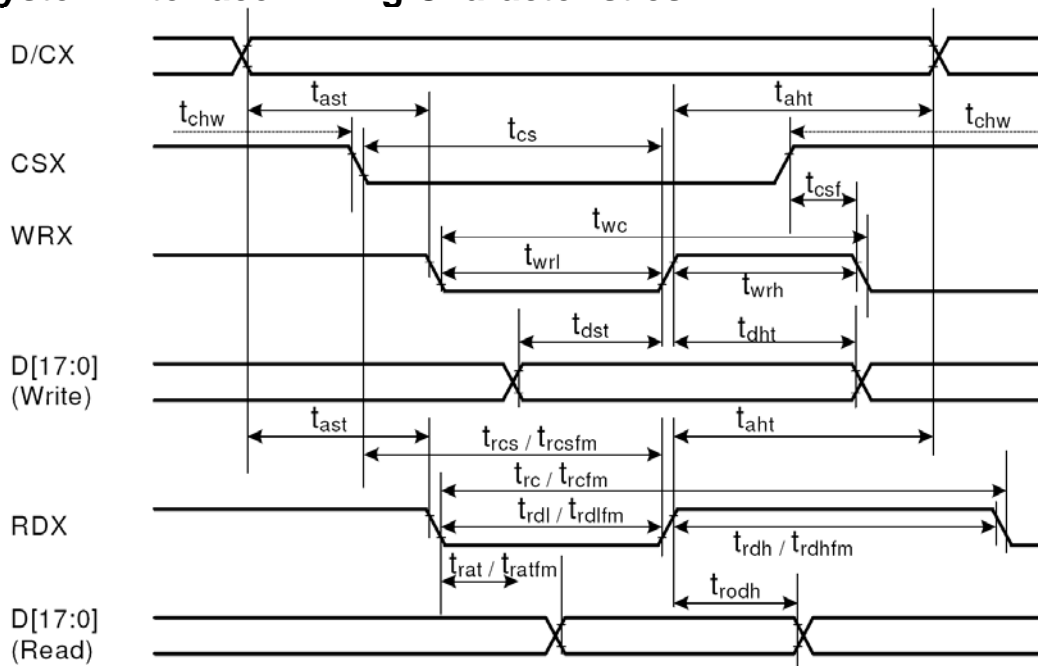 D/CX
tast
taht
tchw
tchw
tcs
CSX
tcsf
WRX
twc
twrl
twrh
tdst
tdht
D[17:0]
(Write)
tast
taht
trcs / trcsfm
trc / trcfm
RDX
trdl / trdlfm
trdh / trdhfm
trat / tratfm
trodh
D[17:0]
(Read)